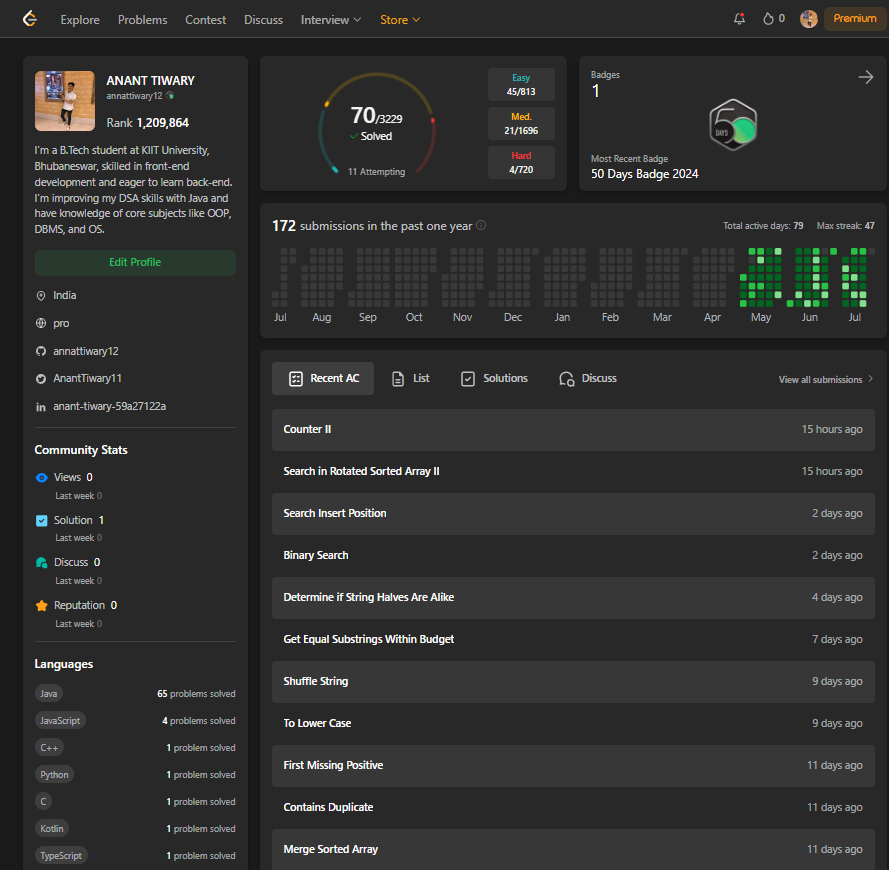 Explore Problems Contest Discuss Interview Store 0 Premium
ANANT TIWARY
annattiwary12
Rank 1,209,864
I'm a B.Tech student at KIIT University,
Bhubaneswar, skilled in front-end
development and eager to learn back-end.
I'm improving my DSA skills with Java and
have knowledge of core subjects like OOP,
DBMS, and OS.
Edit Profile
India
pro
annattiwary12
AnantTiwary11
anant-tiwary-59a27122a
Community Stats
Views 0
Last week 0
Solution 1
Last week 0
Discuss 0
Last week 0
Reputation 0
Last week 0
Languages
Java 65 problems solved
JavaScript 4 problems solved
C++ 1 problem solved
Python 1 problem solved
C 1 problem solved
Kotlin 1 problem solved
TypeScript 1 problem solved
70/3229
Solved
11 Attempting
Easy
45/813
Med.
21/1696
Hard
4/720
Badges
1
50
DAYS
Most Recent Badge
50 Days Badge 2024
172 submissions in the past one year
Total active days: 79 Max streak: 47
Jul Aug Sep Oct Nov Dec Jan Feb Mar Apr May Jun Jul
Recent AC List Solutions Discuss View all submissions
Counter II 15 hours ago
Search in Rotated Sorted Array II 15 hours ago
Search Insert Position 2 days ago
Binary Search 2 days ago
Determine if String Halves Are Alike 4 days ago
Get Equal Substrings Within Budget 7 days ago
Shuffle String 9 days ago
To Lower Case 9 days ago
First Missing Positive 11 days ago
Contains Duplicate 11 days ago
Merge Sorted Array 11 days ago